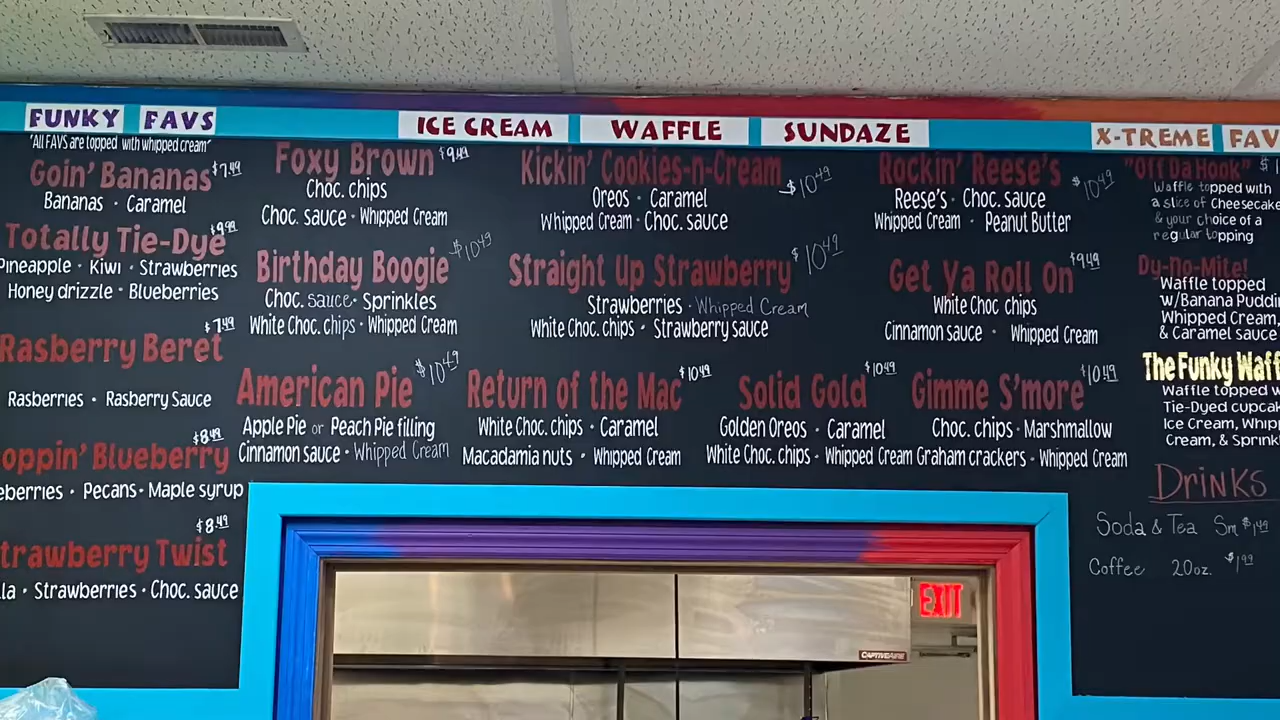 FUNKY FAVS
"All FAVS are topped with whipped cream"
Goin' Bananas $7.49
Bananas • Caramel
Totally Tie-Dye $9.99
Pineapple • Kiwi • Strawberries
Honey drizzle • Blueberries
Rasberry Beret $7.49
Rasberries • Rasberry Sauce
oppin' Blueberry $8.49
eberries • Pecans • Maple syrup
trawberry Twist $8.49
la • Strawberries • Choc. sauce
ICE CREAM WAFFLE SUNDAZE
Foxy Brown $9.49
Choc. chips
Choc. sauce • Whipped Cream
Kickin' Cookies-n-Cream $10.49
Oreos • Caramel
Whipped Cream • Choc. sauce
Rockin' Reese's $10.49
Reese's • Choc. sauce
Whipped Cream • Peanut Butter
Birthday Boogie $10.49
Choc. sauce • Sprinkles
White Choc. chips • Whipped Cream
Straight Up Strawberry $10.49
Strawberries • Whipped Cream
White Choc. chips • Strawberry sauce
Get Ya Roll On $9.49
White Choc chips
Cinnamon sauce • Whipped Cream
American Pie $10.49
Apple Pie or Peach Pie filling
Cinnamon sauce • Whipped Cream
Return of the Mac $10.49
White Choc. chips • Caramel
Macadamia nuts • Whipped Cream
Solid Gold $10.49
Golden Oreos • Caramel
White Choc. chips • Whipped Cream
Gimme S'more $10.49
Choc. chips • Marshmallow
Graham crackers • Whipped Cream
X-TREME FAV
"Off Da Hook"
Waffle topped with
a slice of Cheesecake
& your choice of a
regular topping
Dy-no-Mite!
Waffle topped
w/Banana Puddi
Whipped Cream
& Caramel sauce
The Funky Waff
Waffle topped w
Tie-Dyed cupcak
Ice Cream, Whip
Cream, & Sprink
DRINKS
Soda & Tea Sm $1.49
Coffee 20oz. $1.99
EXIT
CAPTIVEAIRE